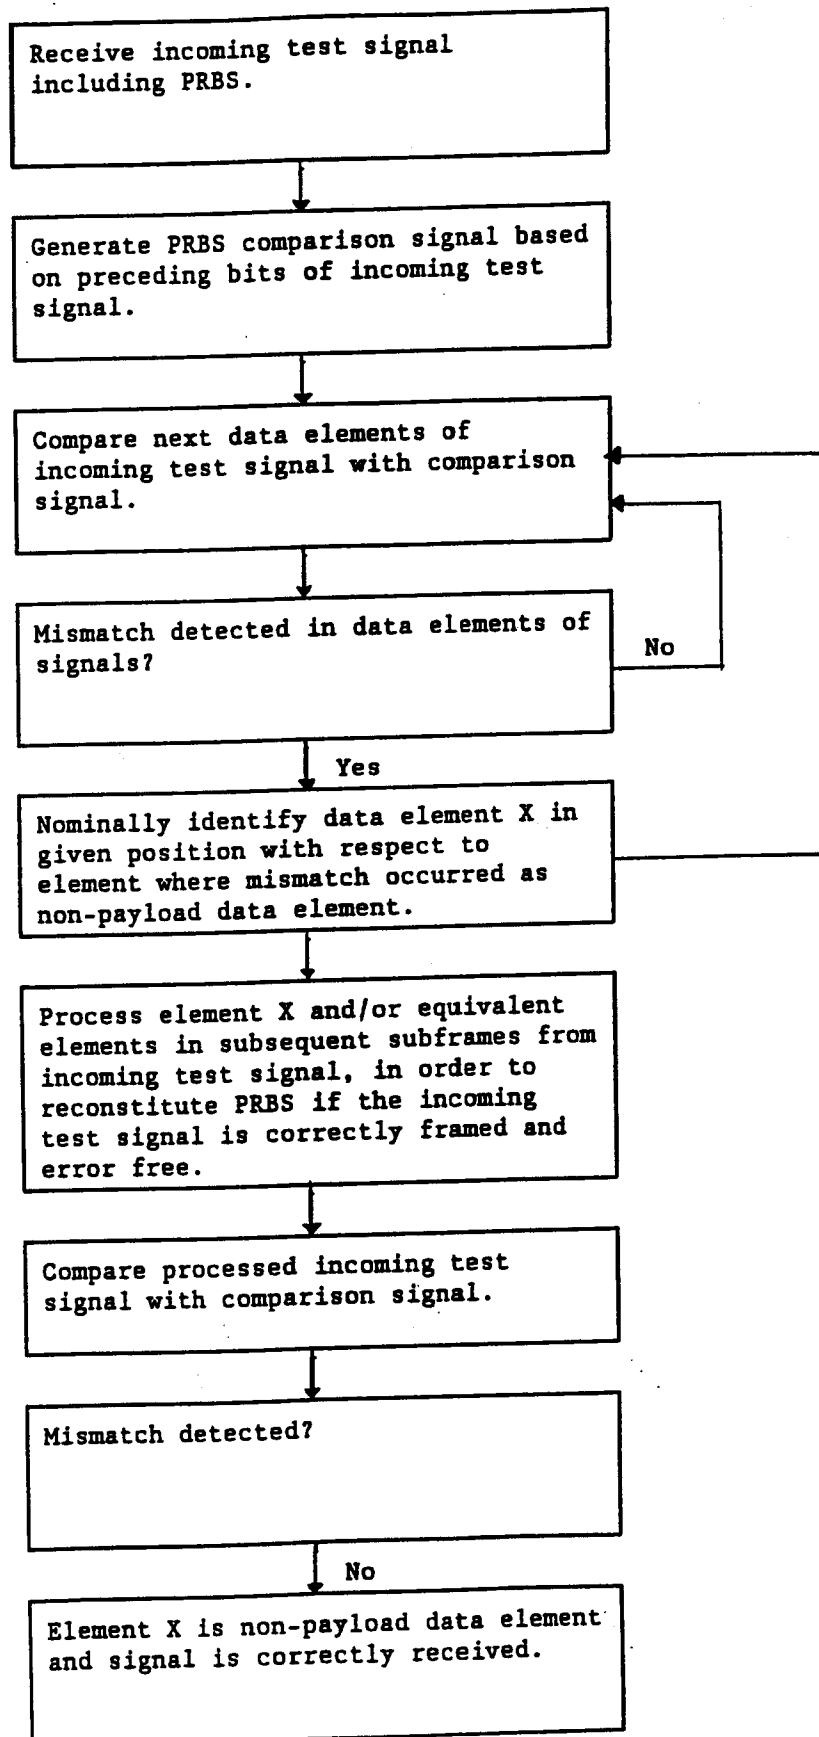 Receive incoming test signal
including PRBS.
Generate PRBS comparison signal based
on preceding bits of incoming test
signal.
Compare next data elements of
incoming test signal with comparison
signal.
Mismatch detected in data elements of
signals?
No
Yes
Nominally identify data element X in
given position with respect to
element where mismatch occurred as
non-payload data element.
Process element X and/or equivalent
elements in subsequent subframes from
incoming test signal, in order to
reconstitute PRBS if the incoming
test signal is correctly framed and
error free.
Compare processed incoming test
signal with comparison signal.
Mismatch detected?
No
Element X is non-payload data element
and signal is correctly received.